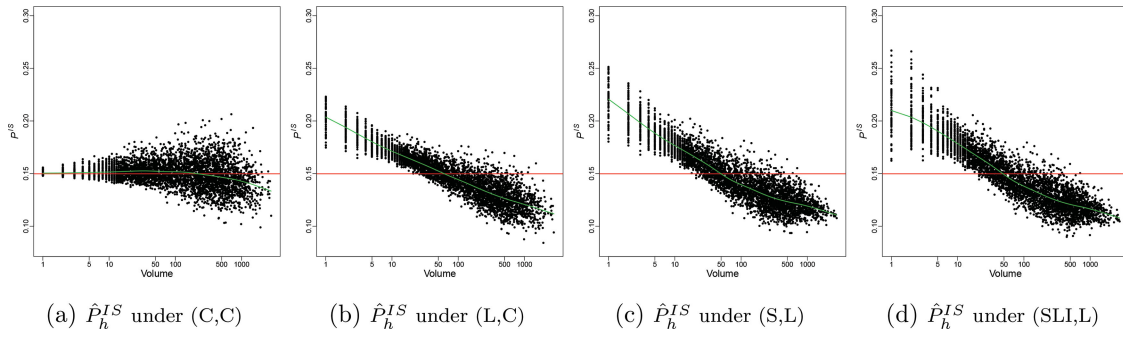 0.30
0.25
0.20
0.15
0.10
P^IS
1 5 10 50 100 500 1000
Volume
0.30
0.25
0.20
0.15
0.10
P^IS
1 5 10 50 100 500 1000
Volume
0.30
0.25
0.20
0.15
0.10
P^IS
1 5 10 50 100 500 1000
Volume
0.30
0.25
0.20
0.15
0.10
P^IS
1 5 10 50 100 500 1000
Volume
(a) P̂_h^IS under (C,C)
(b) P̂_h^IS under (L,C)
(c) P̂_h^IS under (S,L)
(d) P̂_h^IS under (SLI,L)